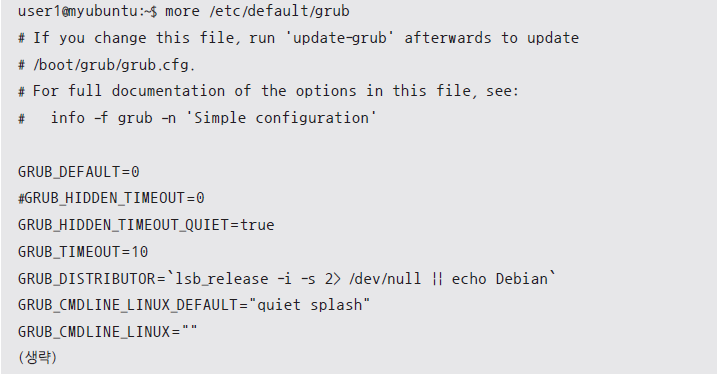 user1@myubuntu:~$ more /etc/default/grub
# If you change this file, run 'update-grub' afterwards to update
# /boot/grub/grub.cfg.
# For full documentation of the options in this file, see:
#   info -f grub -n 'Simple configuration'

GRUB_DEFAULT=0
#GRUB_HIDDEN_TIMEOUT=0
GRUB_HIDDEN_TIMEOUT_QUIET=true
GRUB_TIMEOUT=10
GRUB_DISTRIBUTOR=`lsb_release -i -s 2> /dev/null || echo Debian`
GRUB_CMDLINE_LINUX_DEFAULT="quiet splash"
GRUB_CMDLINE_LINUX=""
(생략)